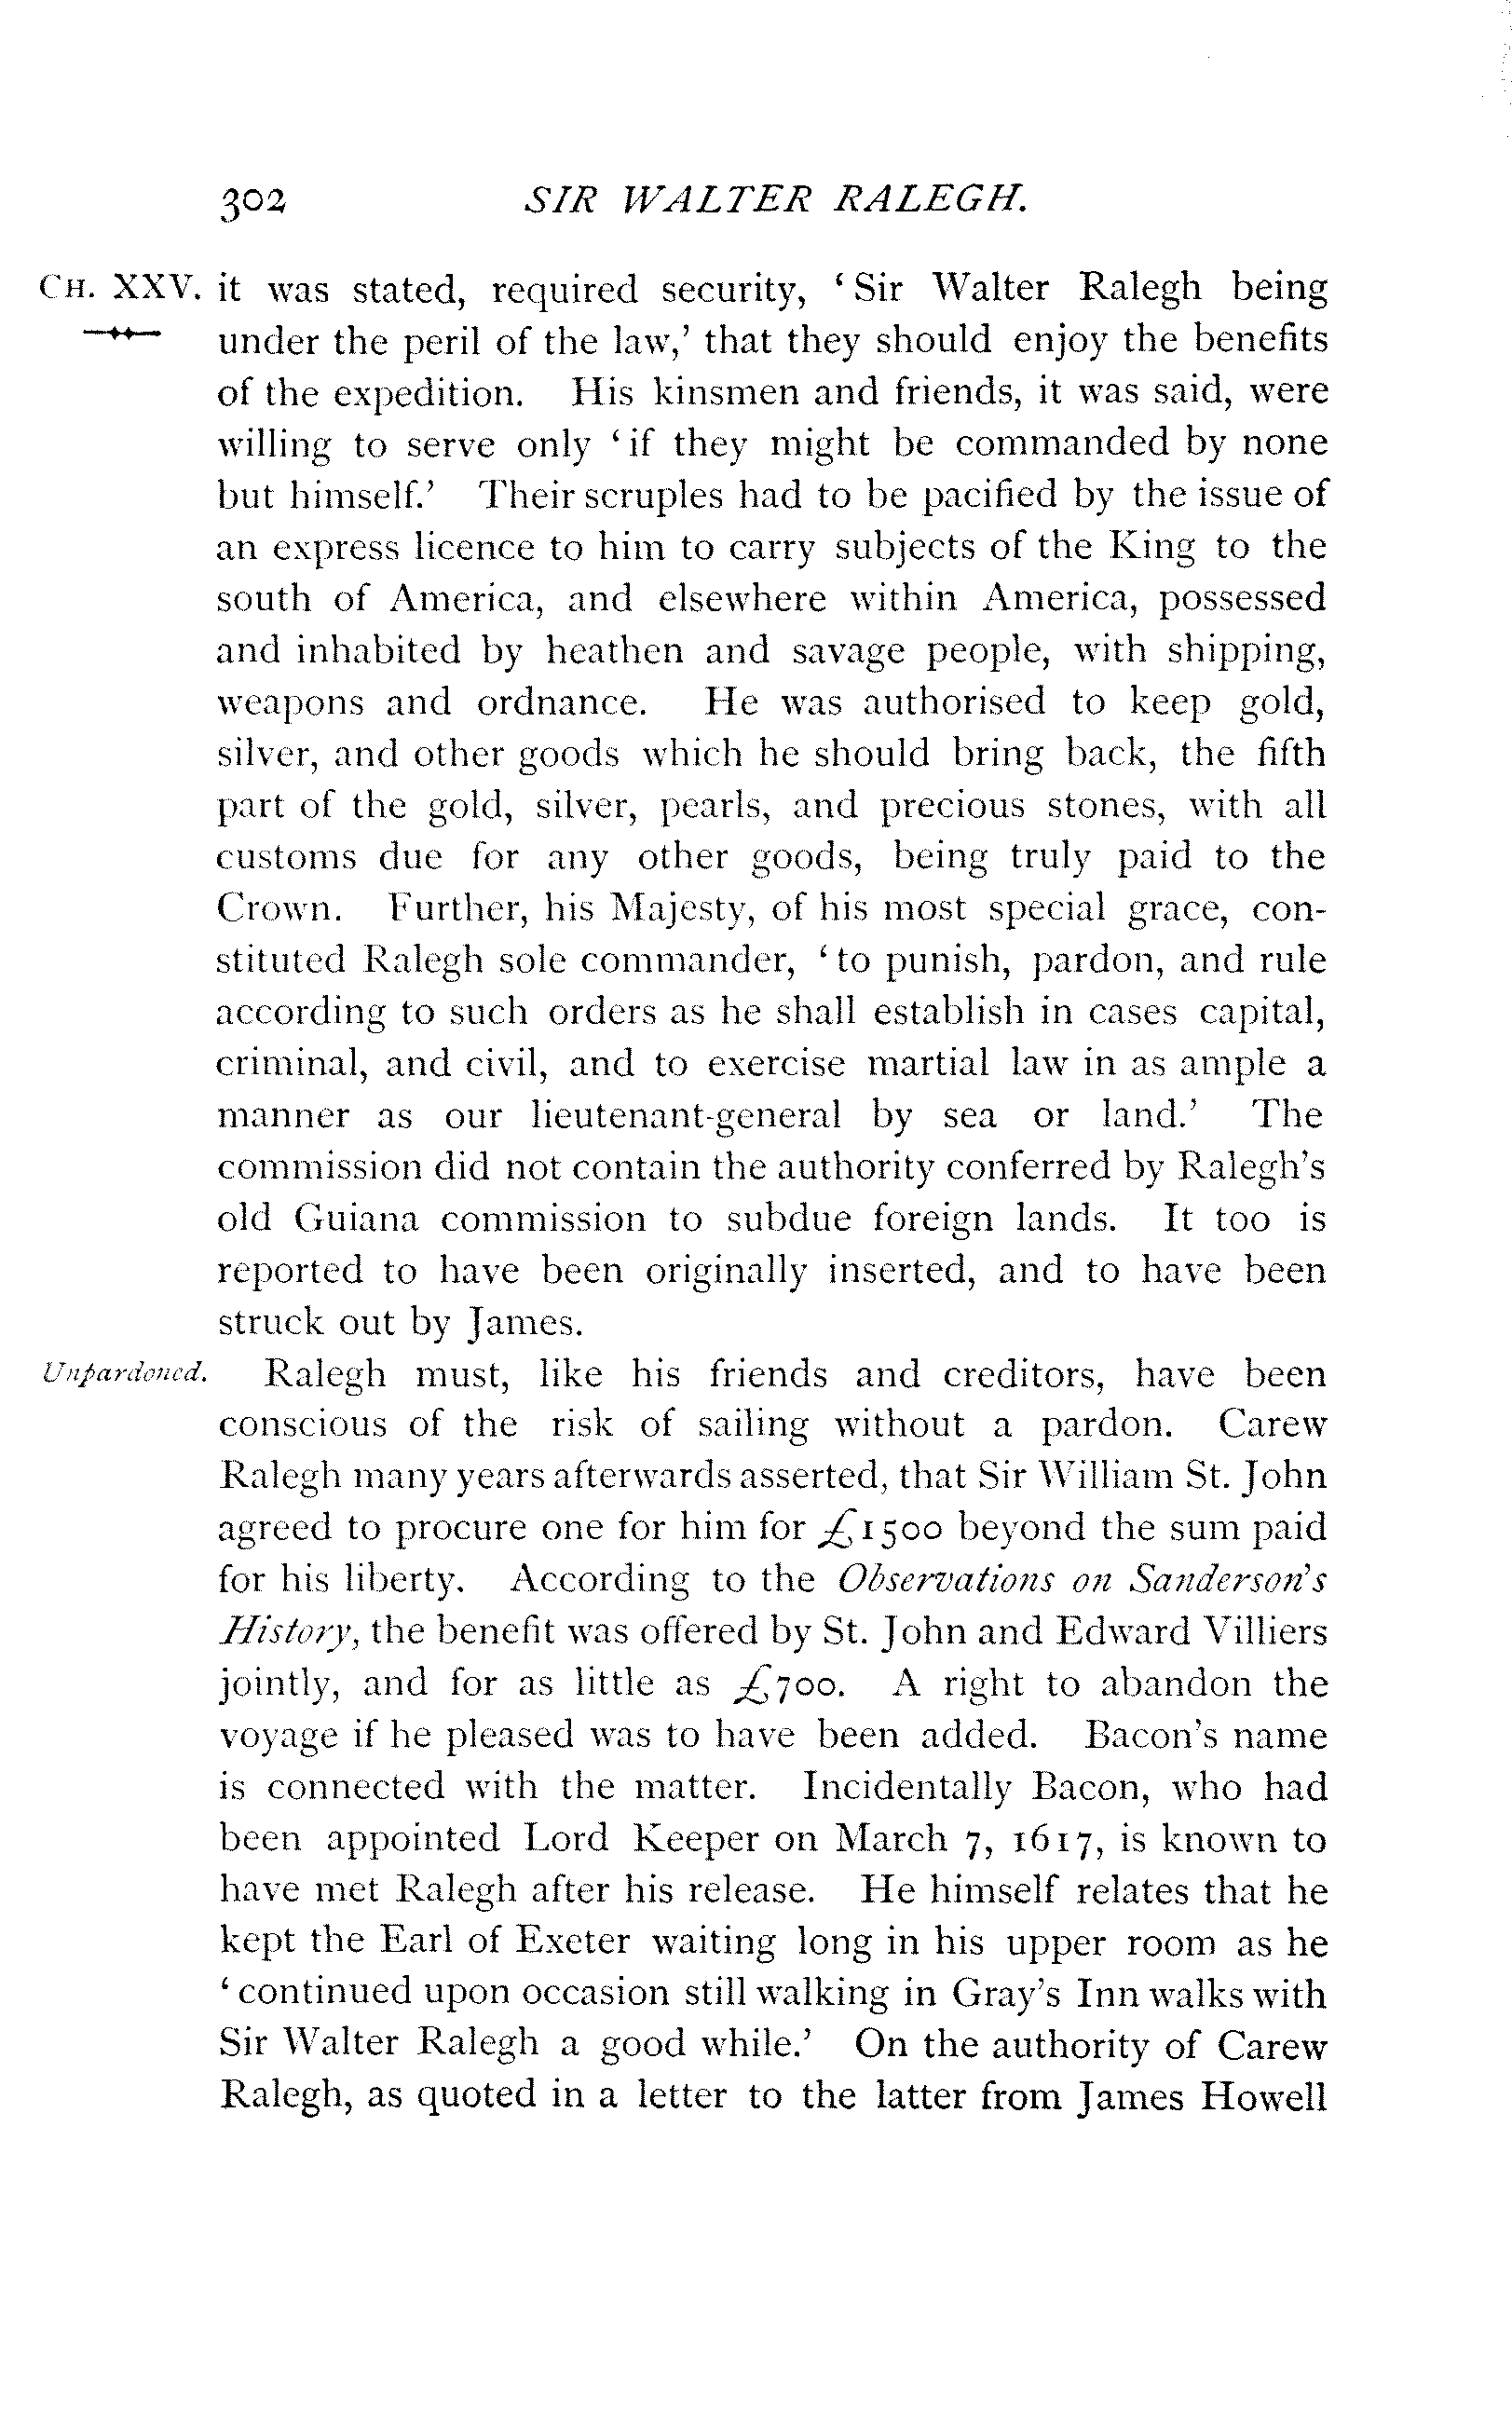 302 SIR WALTER RALEGH.
CH. XXV. it was stated, required security, ‘Sir Walter Ralegh being
under the peril of the law,’ that they should enjoy the benefits
of the expedition. His kinsmen and friends, it was said, were
willing to serve only ‘if they might be commanded by none
but himself.’ Their scruples had to be pacified by the issue of
an express licence to him to carry subjects of the King to the
south of America, and elsewhere within America, possessed
and inhabited by heathen and savage people, with shipping,
weapons and ordnance. He was authorised to keep gold,
silver, and other goods which he should bring back, the fifth
part of the gold, silver, pearls, and precious stones, with all
customs due for any other goods, being truly paid to the
Crown. Further, his Majesty, of his most special grace, con-
stituted Ralegh sole commander, ‘to punish, pardon, and rule
according to such orders as he shall establish in cases capital,
criminal, and civil, and to exercise martial law in as ample a
manner as our lieutenant-general by sea or land.’ The
commission did not contain the authority conferred by Ralegh's
old Guiana commission to subdue foreign lands. It too is
reported to have been originally inserted, and to have been
struck out by James.
Unpardoned. Ralegh must, like his friends and creditors, have been
conscious of the risk of sailing without a pardon. Carew
Ralegh many years afterwards asserted, that Sir William St. John
agreed to procure one for him for £1500 beyond the sum paid
for his liberty. According to the Observations on Sanderson's
History, the benefit was offered by St. John and Edward Villiers
jointly, and for as little as £700. A right to abandon the
voyage if he pleased was to have been added. Bacon's name
is connected with the matter. Incidentally Bacon, who had
been appointed Lord Keeper on March 7, 1617, is known to
have met Ralegh after his release. He himself relates that he
kept the Earl of Exeter waiting long in his upper room as he
‘continued upon occasion still walking in Gray's Inn walks with
Sir Walter Ralegh a good while.’ On the authority of Carew
Ralegh, as quoted in a letter to the latter from James Howell